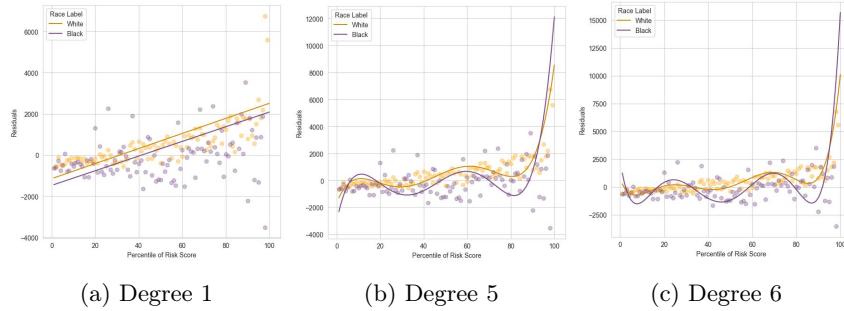 Race Label
White
Black
6000
4000
2000
0
−2000
−4000
Residuals
0
20
40
60
80
100
Percentile of Risk Score
(a) Degree 1
Race Label
White
Black
12000
10000
8000
6000
4000
2000
0
−2000
−4000
Residuals
0
20
40
60
80
100
Percentile of Risk Score
(b) Degree 5
Race Label
White
Black
15000
12500
10000
7500
5000
2500
0
−2500
Residuals
0
20
40
60
80
100
Percentile of Risk Score
(c) Degree 6